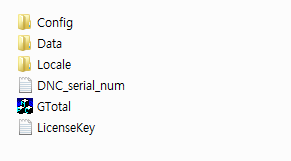 Config
Data
Locale
DNC_serial_num
GTotal
LicenseKey